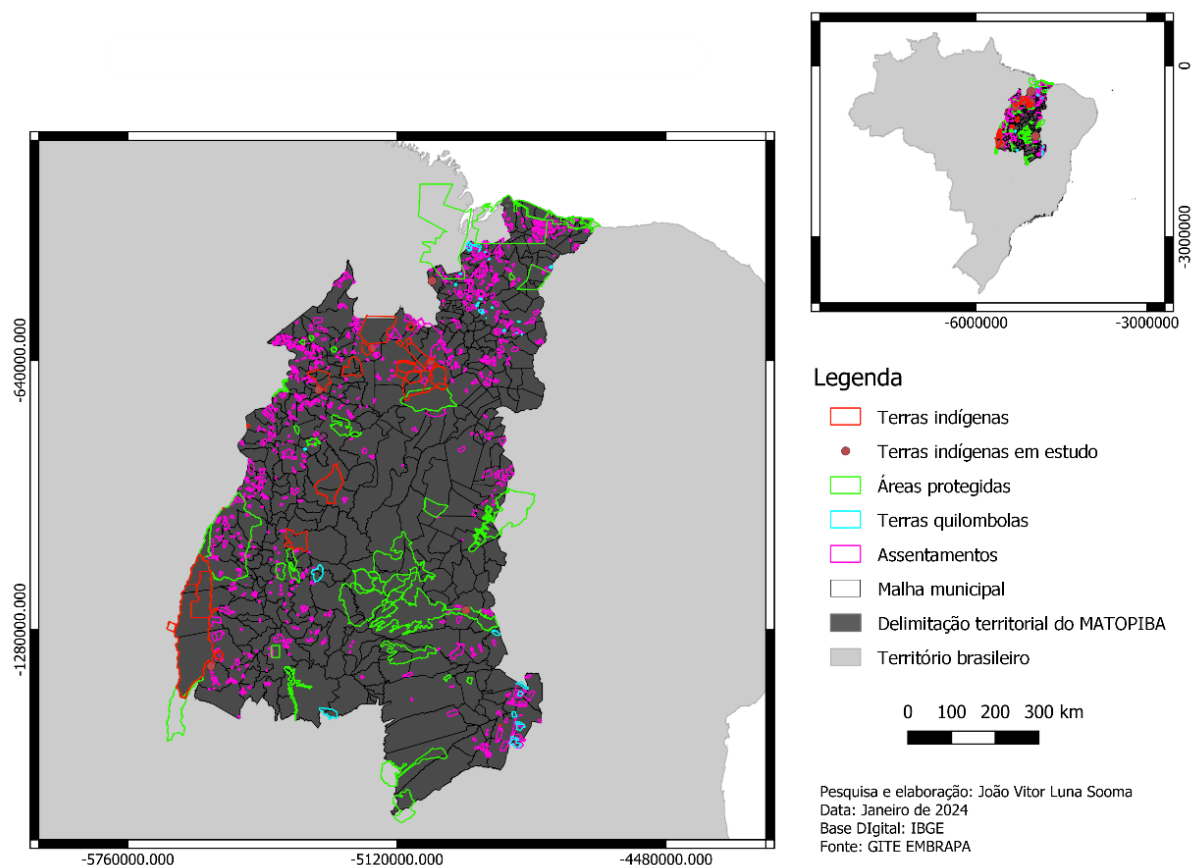 0
-3000000
-6000000
-3000000
-640000.000
-1280000.000
-5760000.000
-5120000.000
-4480000.000
Legenda
Terras indígenas
Terras indígenas em estudo
Áreas protegidas
Terras quilombolas
Assentamentos
Malha municipal
Delimitação territorial do MATOPIBA
Território brasileiro
0 100 200 300 km
Pesquisa e elaboração: João Vitor Luna Sooma
Data: Janeiro de 2024
Base DIgital: IBGE
Fonte: GITE EMBRAPA